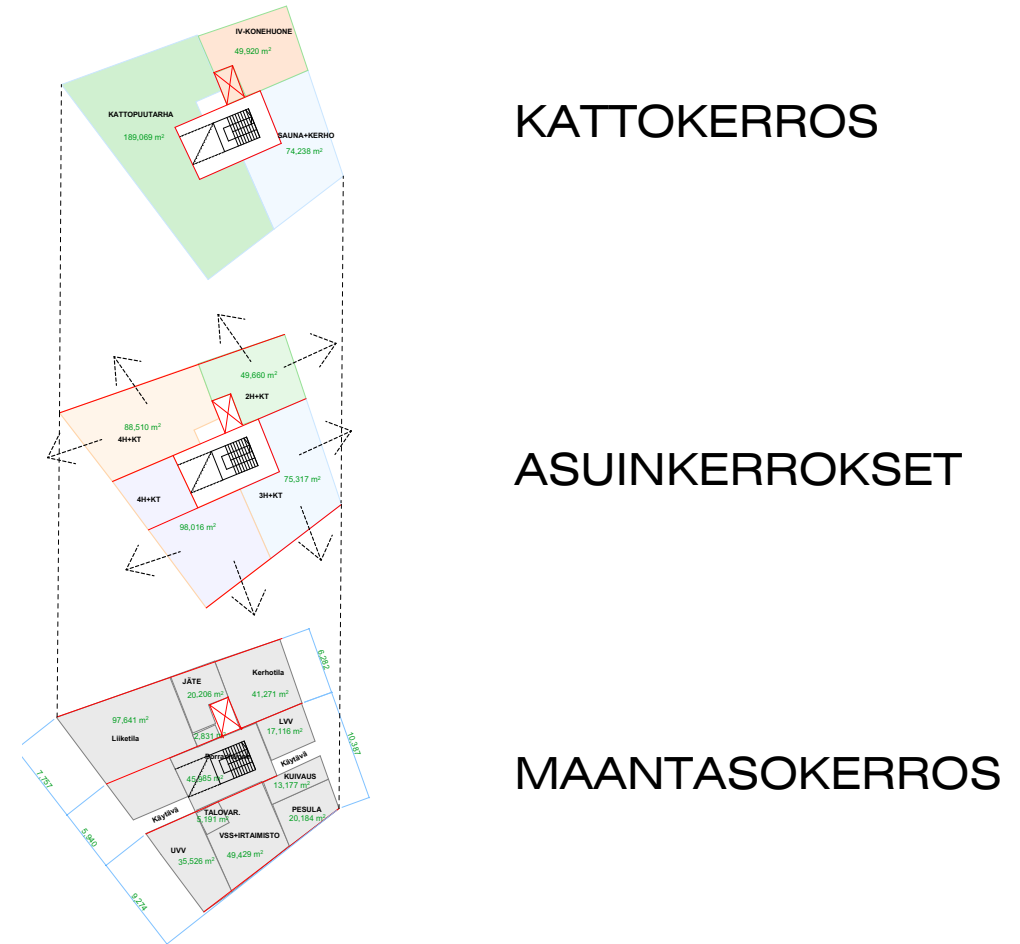 IV-KONEHUONE
49,920 m²
KATTOPUUTARHA
189,069 m²
SAUNA+KERHO
74,238 m²
KATTOKERROS
49,660 m²
2H+KT
88,510 m²
4H+KT
75,317 m²
3H+KT
4H+KT
98,016 m²
ASUINKERROKSET
6,282
JÄTE
20,206 m²
Kerhotila
41,271 m²
97,641 m²
Liiketila
2,831 m²
LVV
17,116 m²
10,387
45,985 m²
Käytävä
KUIVAUS
13,177 m²
7,757
Käytävä
TALOVAR.
5,191 m²
PESULA
20,184 m²
VSS+IRTAIMISTO
49,429 m²
UVV
35,526 m²
5,940
9,274
MAANTASOKERROS